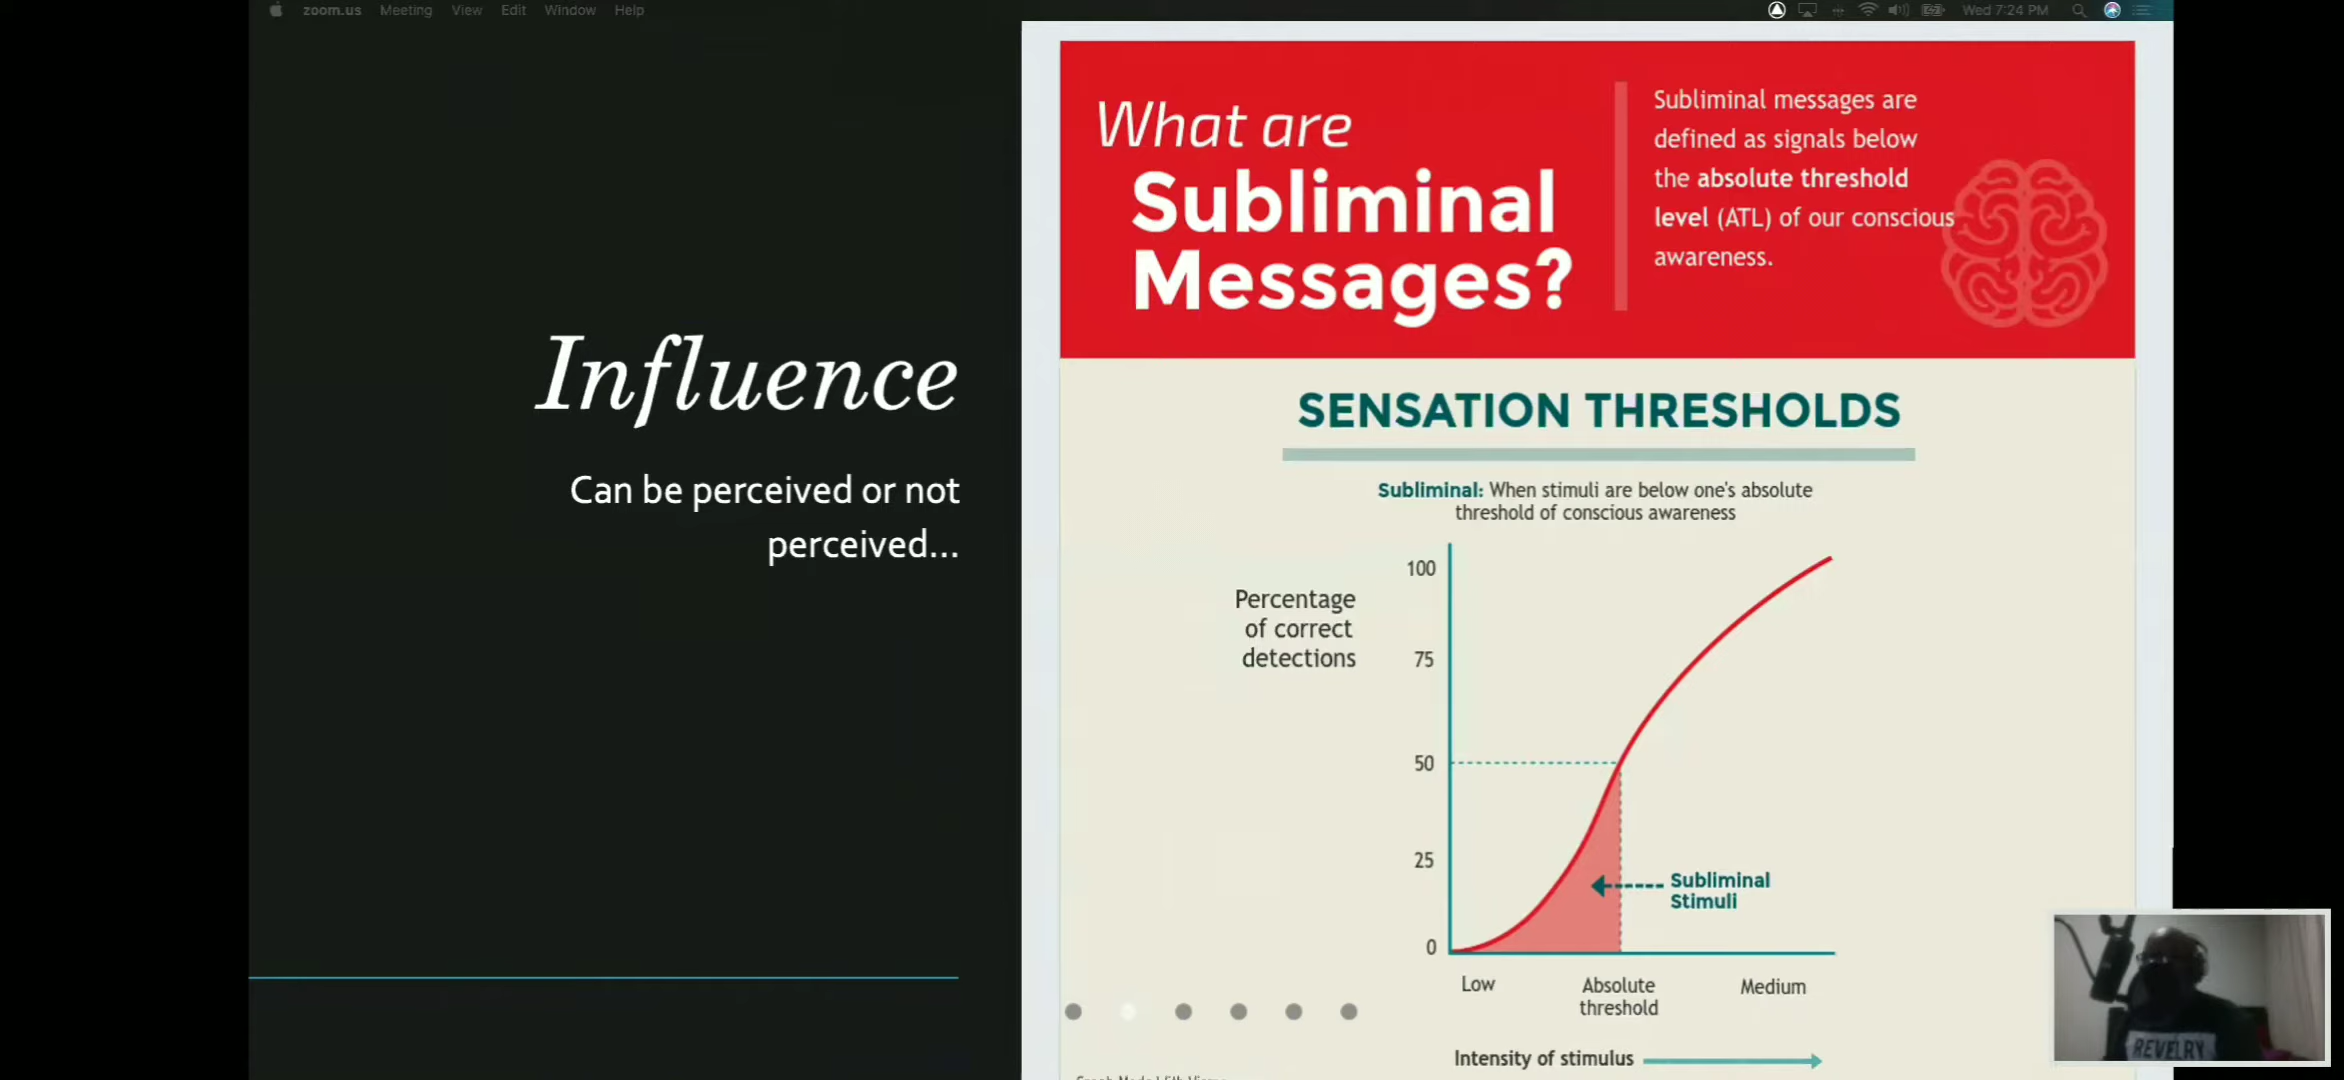 zoom.us Meeting View Edit Window Help
Wed 7:24 PM
Influence
Can be perceived or not
perceived...
What are
Subliminal
Messages?
Subliminal messages are
defined as signals below
the absolute threshold
level (ATL) of our conscious
awareness.
SENSATION THRESHOLDS
Subliminal: When stimuli are below one's absolute
threshold of conscious awareness
Percentage
of correct
detections
100
75
50
25
0
Subliminal
Stimuli
Low
Absolute
threshold
Medium
Intensity of stimulus
REVELRY